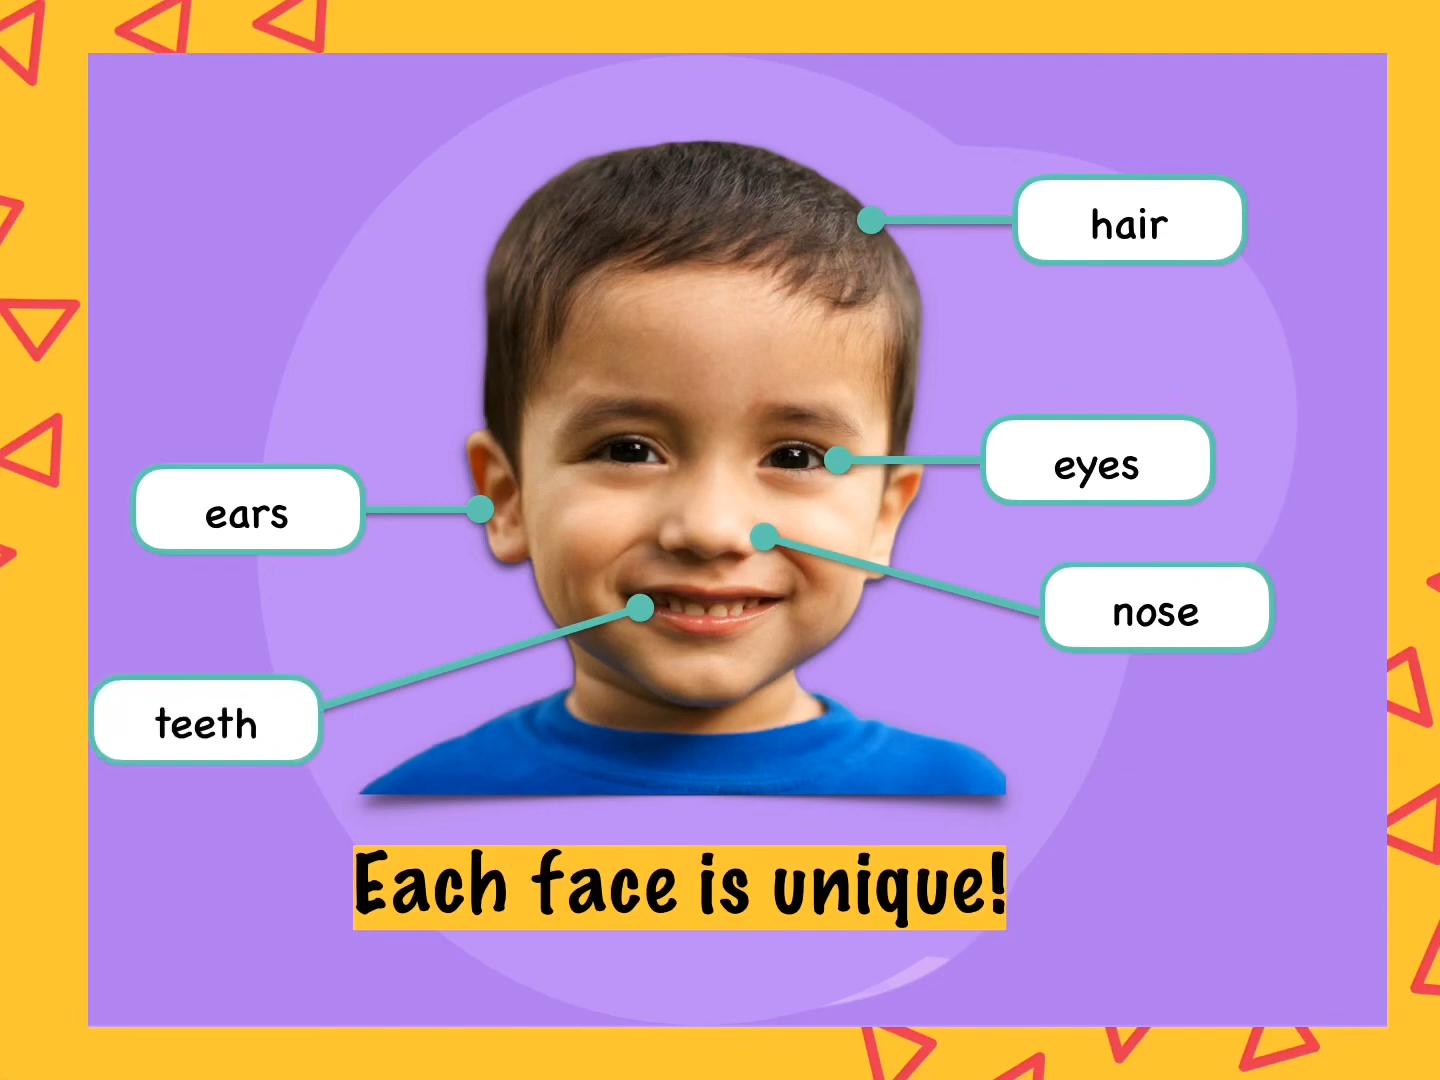 hair
eyes
ears
nose
teeth
Each face is unique!